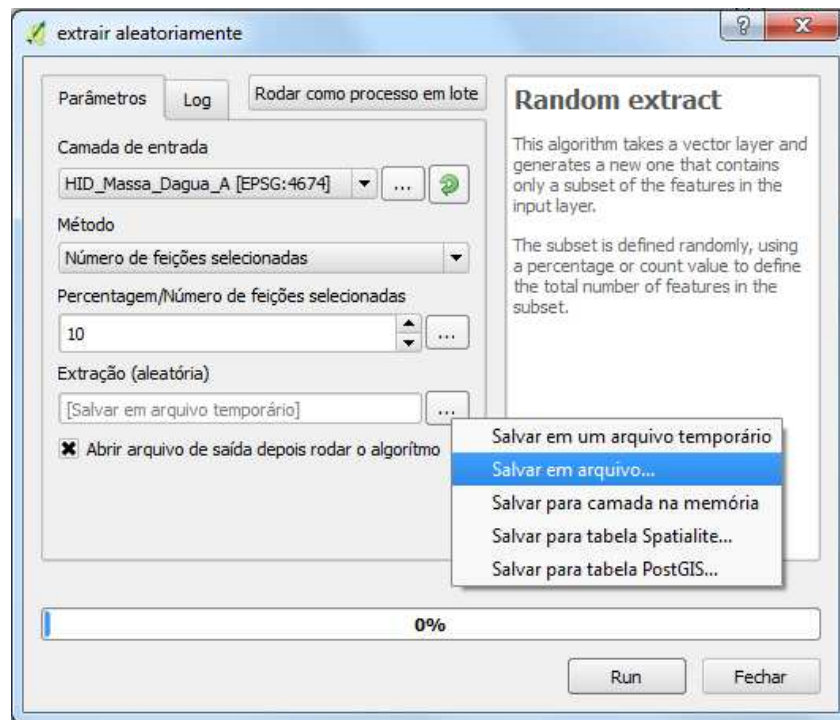 extrair aleatoriamente
Parâmetros
Log
Rodar como processo em lote
Camada de entrada
HID_Massa_Dagua_A [EPSG:4674]
...
Método
Número de feições selecionadas
Percentagem/Número de feições selecionadas
10
...
Extração (aleatória)
[Salvar em arquivo temporário]
...
Abrir arquivo de saída depois rodar o algorítmo
Random extract
This algorithm takes a vector layer and
generates a new one that contains
only a subset of the features in the
input layer.
The subset is defined randomly, using
a percentage or count value to define
the total number of features in the
subset.
Salvar em um arquivo temporário
Salvar em arquivo...
Salvar para camada na memória
Salvar para tabela Spatialite...
Salvar para tabela PostGIS...
0%
Run
Fechar